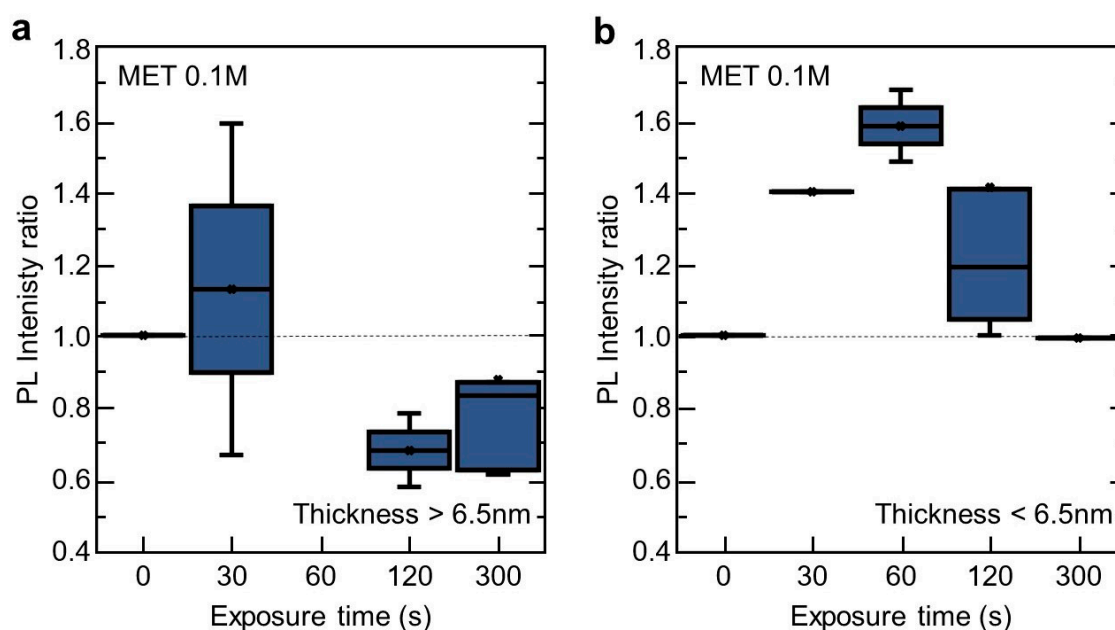 a
1.8
1.6
1.4
1.2
1.0
0.8
0.6
0.4
PL Intenisty ratio
MET 0.1M
Thickness > 6.5nm
0 30 60 120 300
Exposure time (s)
b
1.8
1.6
1.4
1.2
1.0
0.8
0.6
0.4
PL Intensity ratio
MET 0.1M
Thickness < 6.5nm
0 30 60 120 300
Exposure time (s)